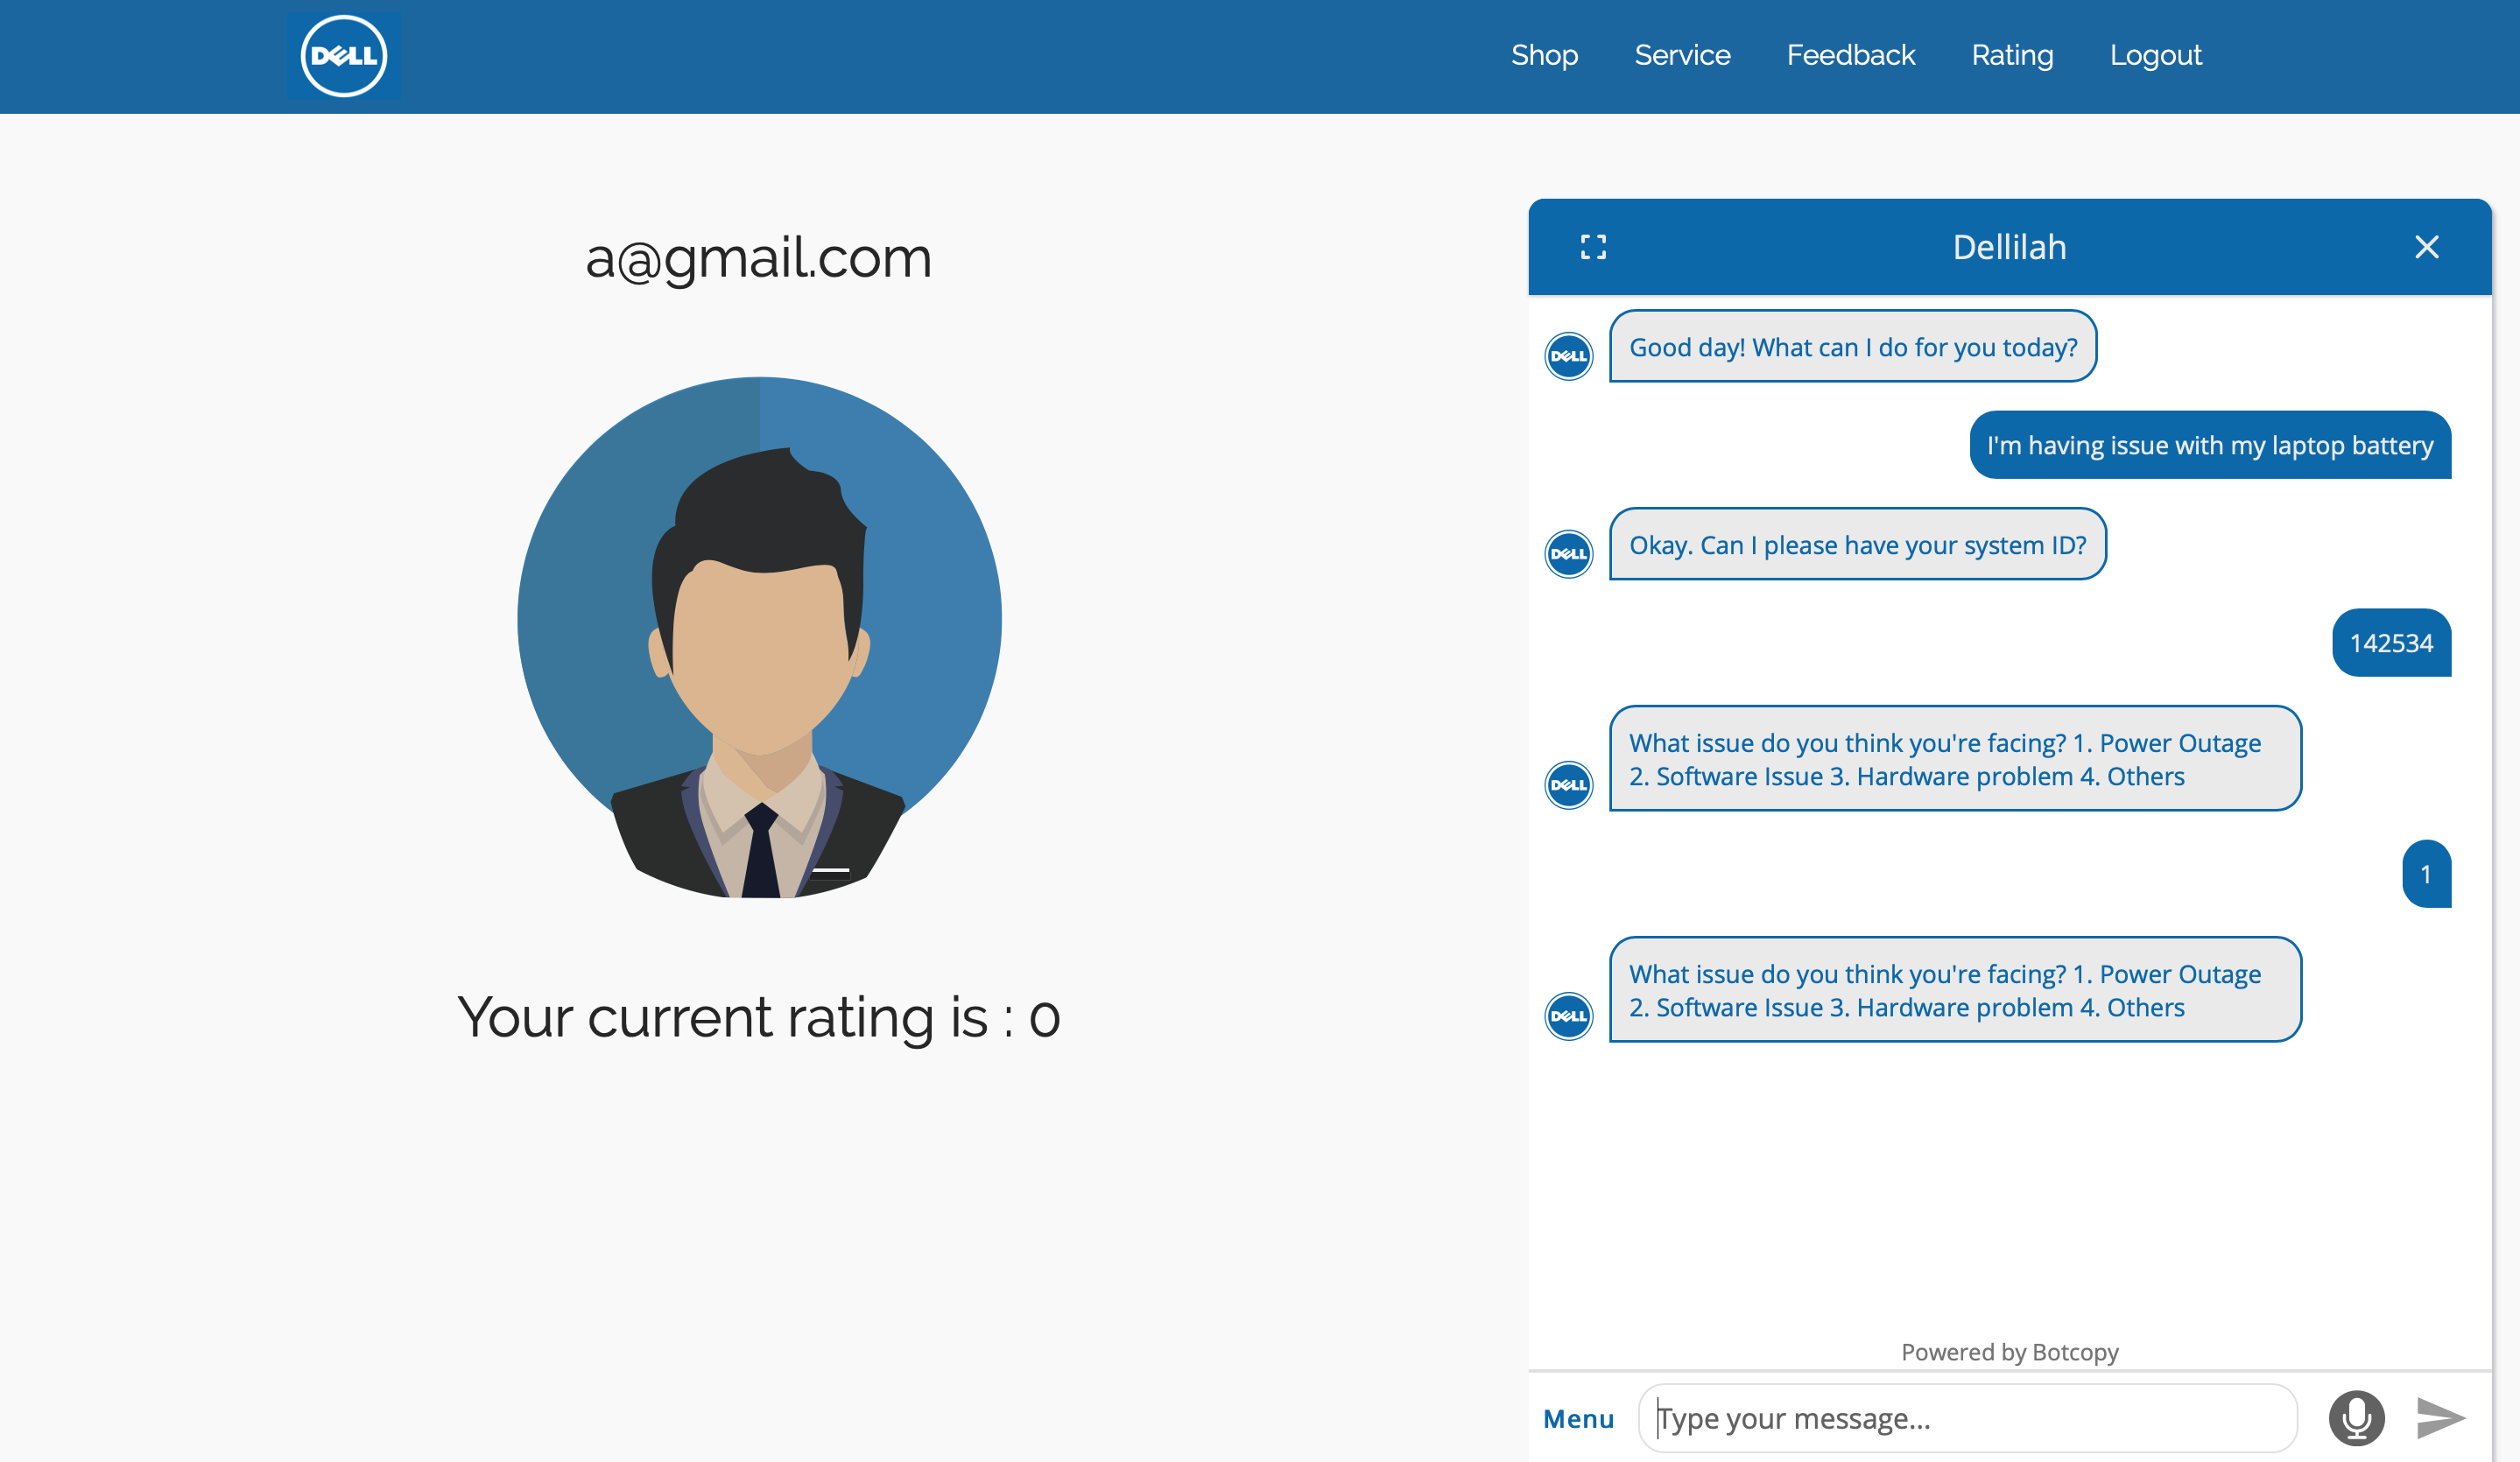 DELL
Shop Service Feedback Rating Logout
a@gmail.com
Your current rating is : 0
Dellilah
DELL
Good day! What can I do for you today?
I'm having issue with my laptop battery
DELL
Okay. Can I please have your system ID?
142534
DELL
What issue do you think you're facing? 1. Power Outage
2. Software Issue 3. Hardware problem 4. Others
1
DELL
What issue do you think you're facing? 1. Power Outage
2. Software Issue 3. Hardware problem 4. Others
Powered by Botcopy
Menu Type your message...